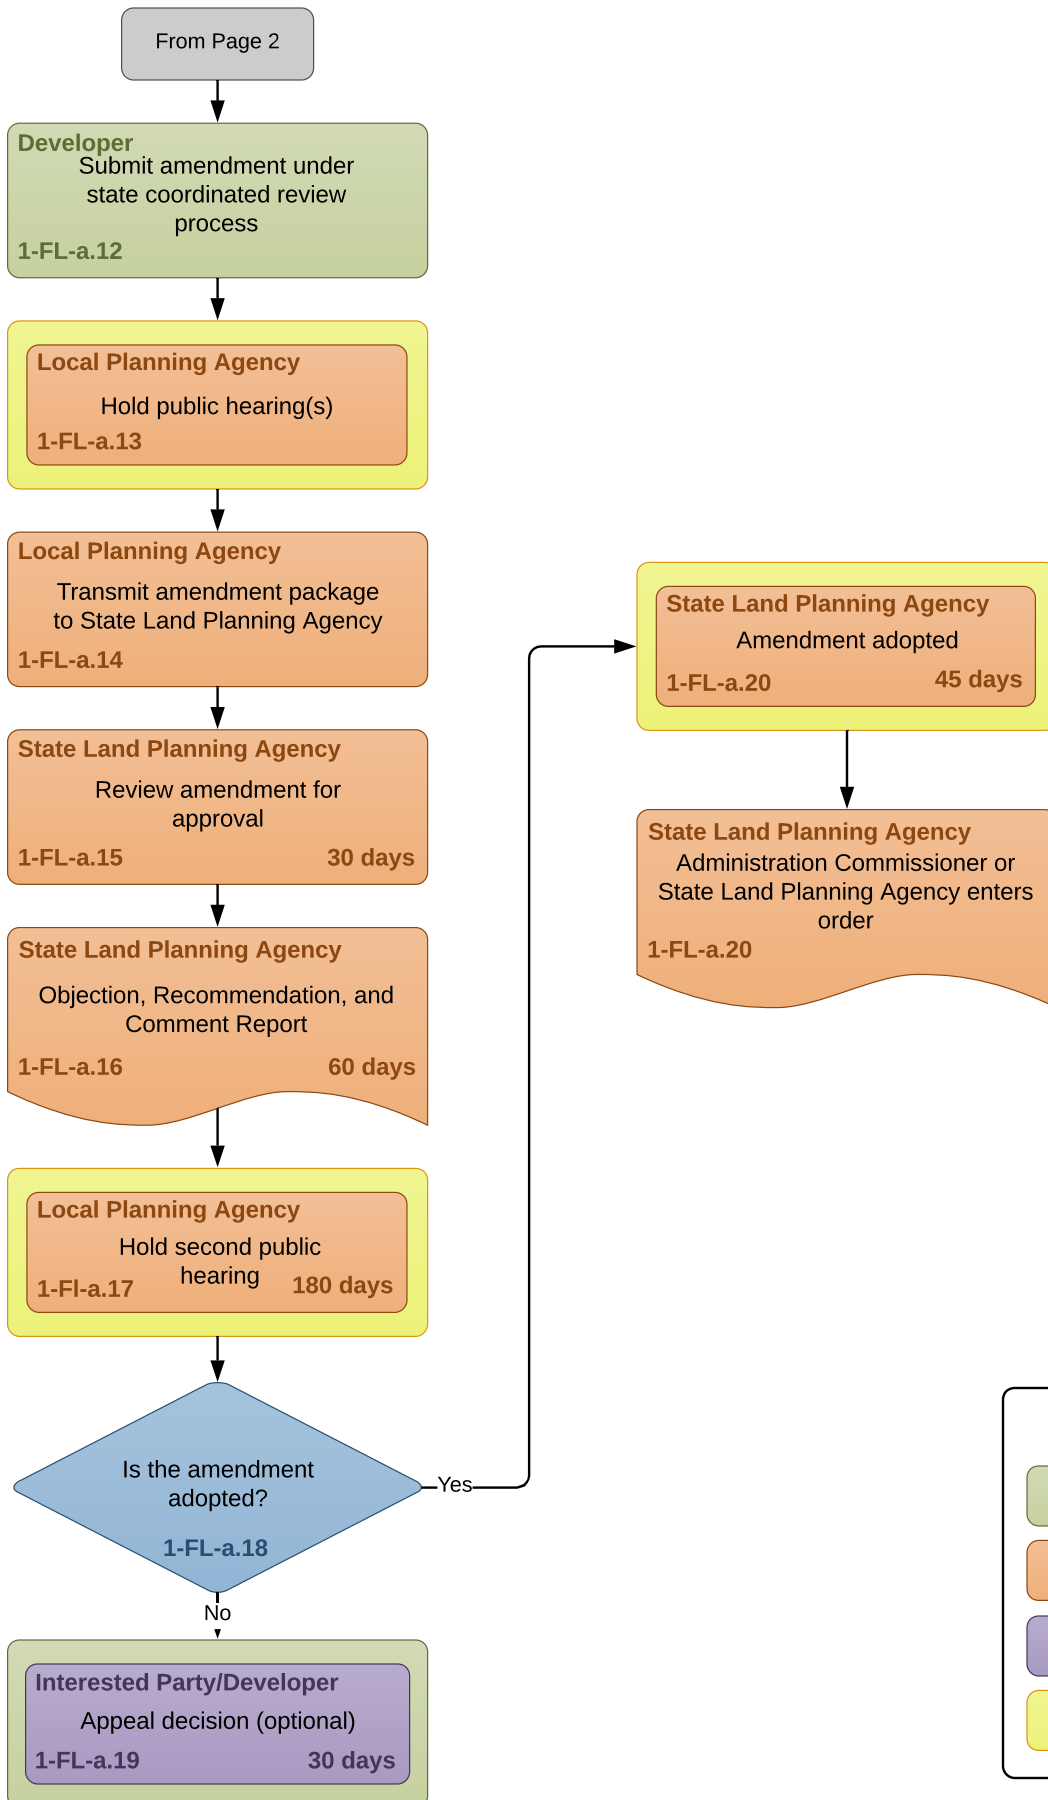 From Page 2
Developer
Submit amendment under
state coordinated review
process
1-FL-a.12
Local Planning Agency
Hold public hearing(s)
1-FL-a.13
Local Planning Agency
Transmit amendment package
to State Land Planning Agency
1-FL-a.14
State Land Planning Agency
Review amendment for
approval
1-FL-a.15 30 days
State Land Planning Agency
Objection, Recommendation, and
Comment Report
1-FL-a.16 60 days
Local Planning Agency
Hold second public
hearing
1-Fl-a.17 180 days
Is the amendment
adopted?
1-FL-a.18
Yes
No
Interested Party/Developer
Appeal decision (optional)
1-FL-a.19 30 days
State Land Planning Agency
Amendment adopted
1-FL-a.20 45 days
State Land Planning Agency
Administration Commissioner or
State Land Planning Agency enters
order
1-FL-a.20